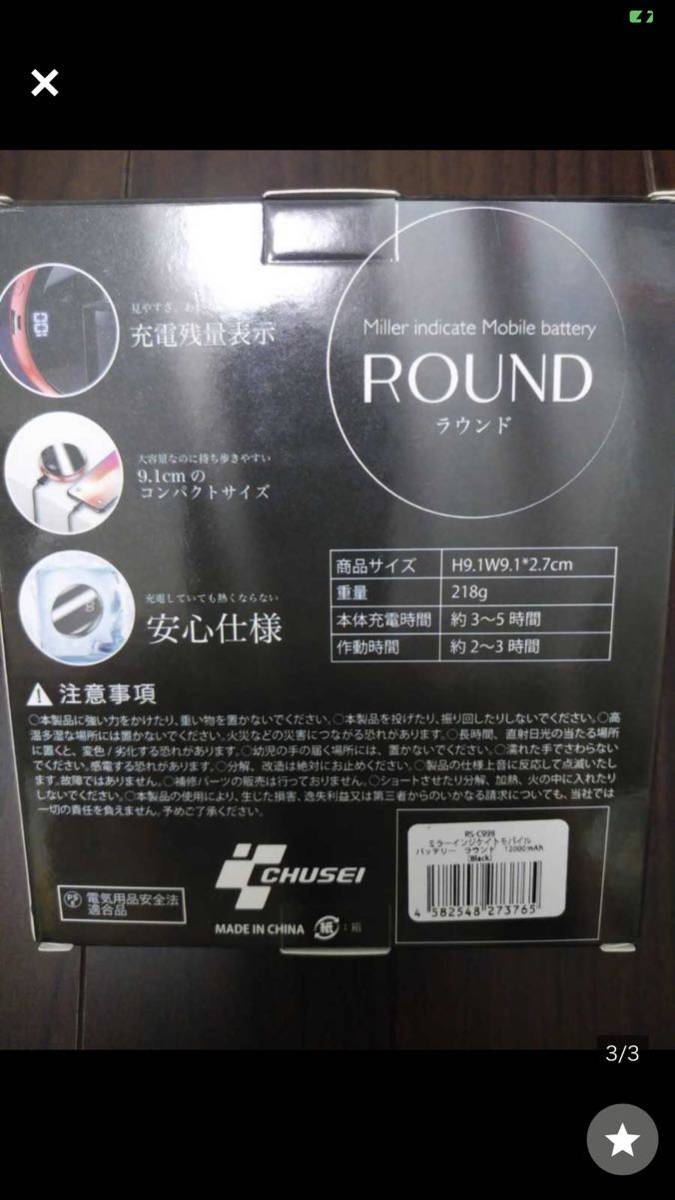 見やすさ、
充電残量表示
大容量なのに持ち歩きやすい
9.1cmの
コンパクトサイズ
充電していても熱くならない
安心仕様
Miller indicate Mobile battery
ROUND
ラウンド
商品サイズ H9.1W9.1*2.7cm
重量 218g
本体充電時間 約3〜5時間
作動時間 約2〜3時間
注意事項
○本製品に強い力をかけたり、重い物を置かないでください。○本製品を投げたり、振り回したりしないでください。○高
温多湿な場所には置かないでください。火災などの災害につながる恐れがあります。○長時間、直射日光の当たる場所
に置くと、変色/劣化する恐れがあります。○幼児の手の届く場所には、置かないでください。○濡れた手でさわらない
でください。感電する恐れがあります。○分解、改造は絶対にお止めください。○製品の仕様上音に反応して点滅いたし
ます。故障ではありません。○補修パーツの販売は行っておりません。○ショートさせたり分解、加熱、火の中に入れたり
しないでください。○本製品の使用により、生じた損害、逸失利益又は第三者からのいかなる請求についても、当社では
一切の責任を負えません。予めご了承ください。
CHUSEI
PSE 電気用品安全法
適合品
MADE IN CHINA 紙:箱
RS-C999
ミラーインジケイトモバイル
バッテリー ラウンド 12000mAh
(Black)
4 582548 273765
3/3